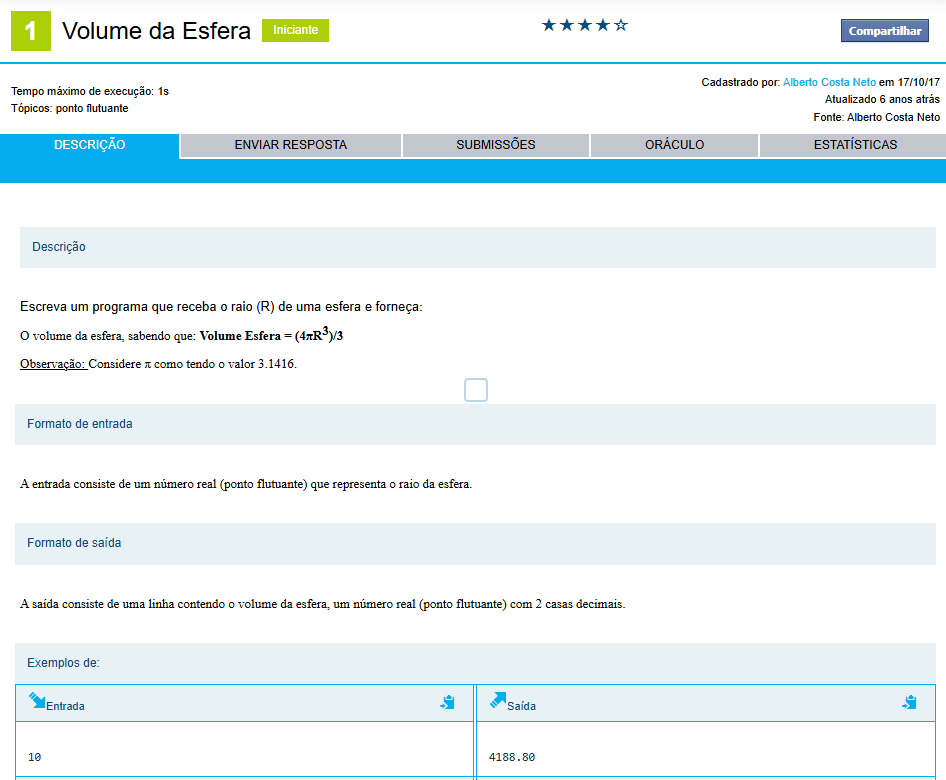 1 Volume da Esfera Iniciante ★★★★☆ Compartilhar
Tempo máximo de execução: 1s
Tópicos: ponto flutuante
Cadastrado por: Alberto Costa Neto em 17/10/17
Atualizado 6 anos atrás
Fonte: Alberto Costa Neto
DESCRIÇÃO ENVIAR RESPOSTA SUBMISSÕES ORÁCULO ESTATÍSTICAS
Descrição
Escreva um programa que receba o raio (R) de uma esfera e forneça:
O volume da esfera, sabendo que: Volume Esfera = (4πR³)/3
Observação: Considere π como tendo o valor 3.1416.
Formato de entrada
A entrada consiste de um número real (ponto flutuante) que representa o raio da esfera.
Formato de saída
A saída consiste de uma linha contendo o volume da esfera, um número real (ponto flutuante) com 2 casas decimais.
Exemplos de:
Entrada Saída
10 4188.80